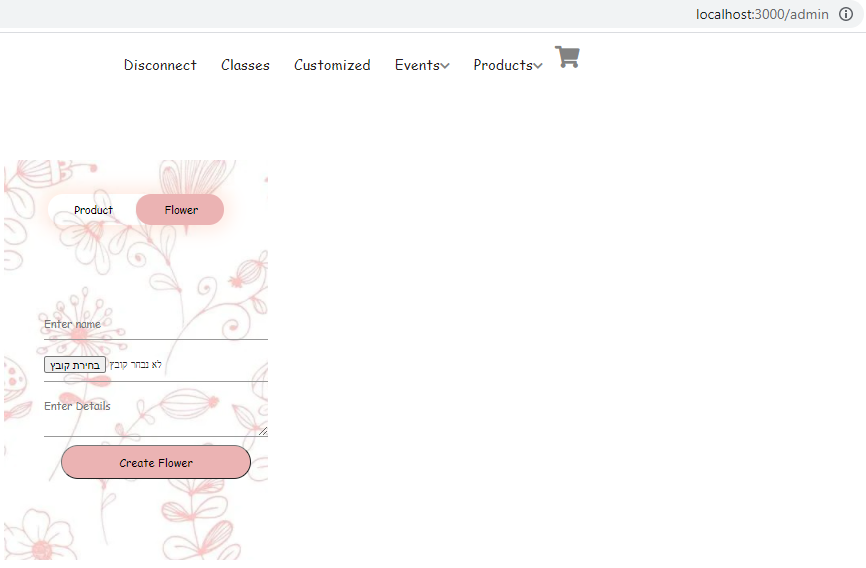 localhost:3000/admin
Disconnect Classes Customized Events Products
Product Flower
Enter name
בחירת קובץ לא נבחר קובץ
Enter Details
Create Flower